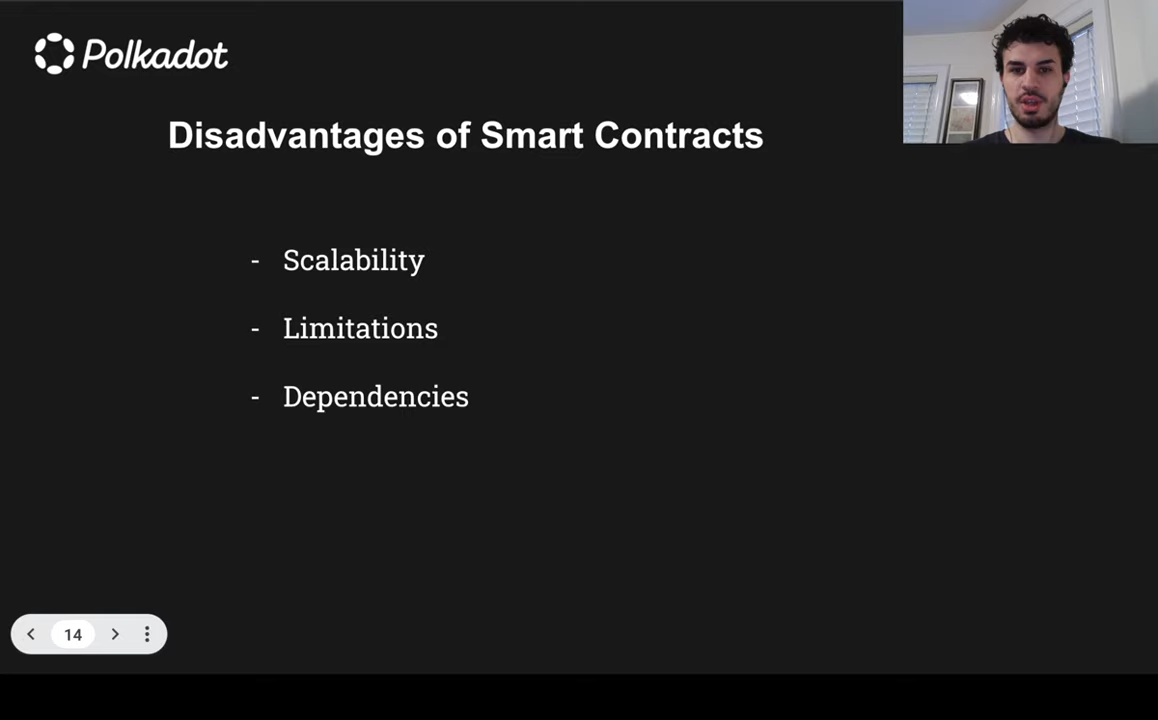 Polkadot
Disadvantages of Smart Contracts
- Scalability
- Limitations
- Dependencies
14